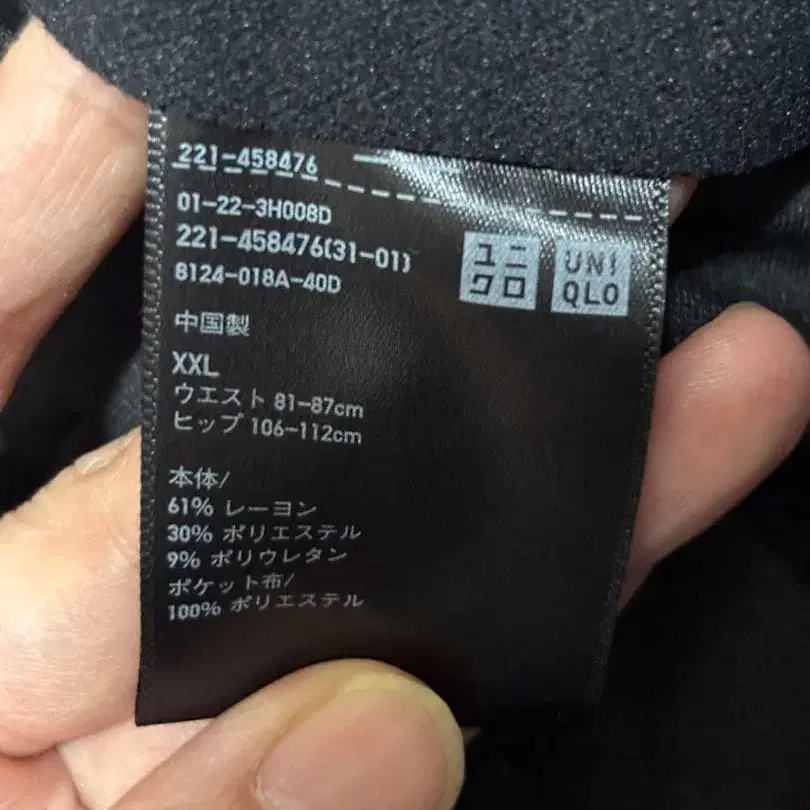 221-458476
01-22-3H008D
221-458476(31-01)
8124-018A-40D
ユニ
クロ
UNI
QLO
中国製
XXL
ウエスト 81-87cm
ヒップ 106-112cm
本体/
61% レーヨン
30% ポリエステル
9% ポリウレタン
ポケット布/
100% ポリエステル